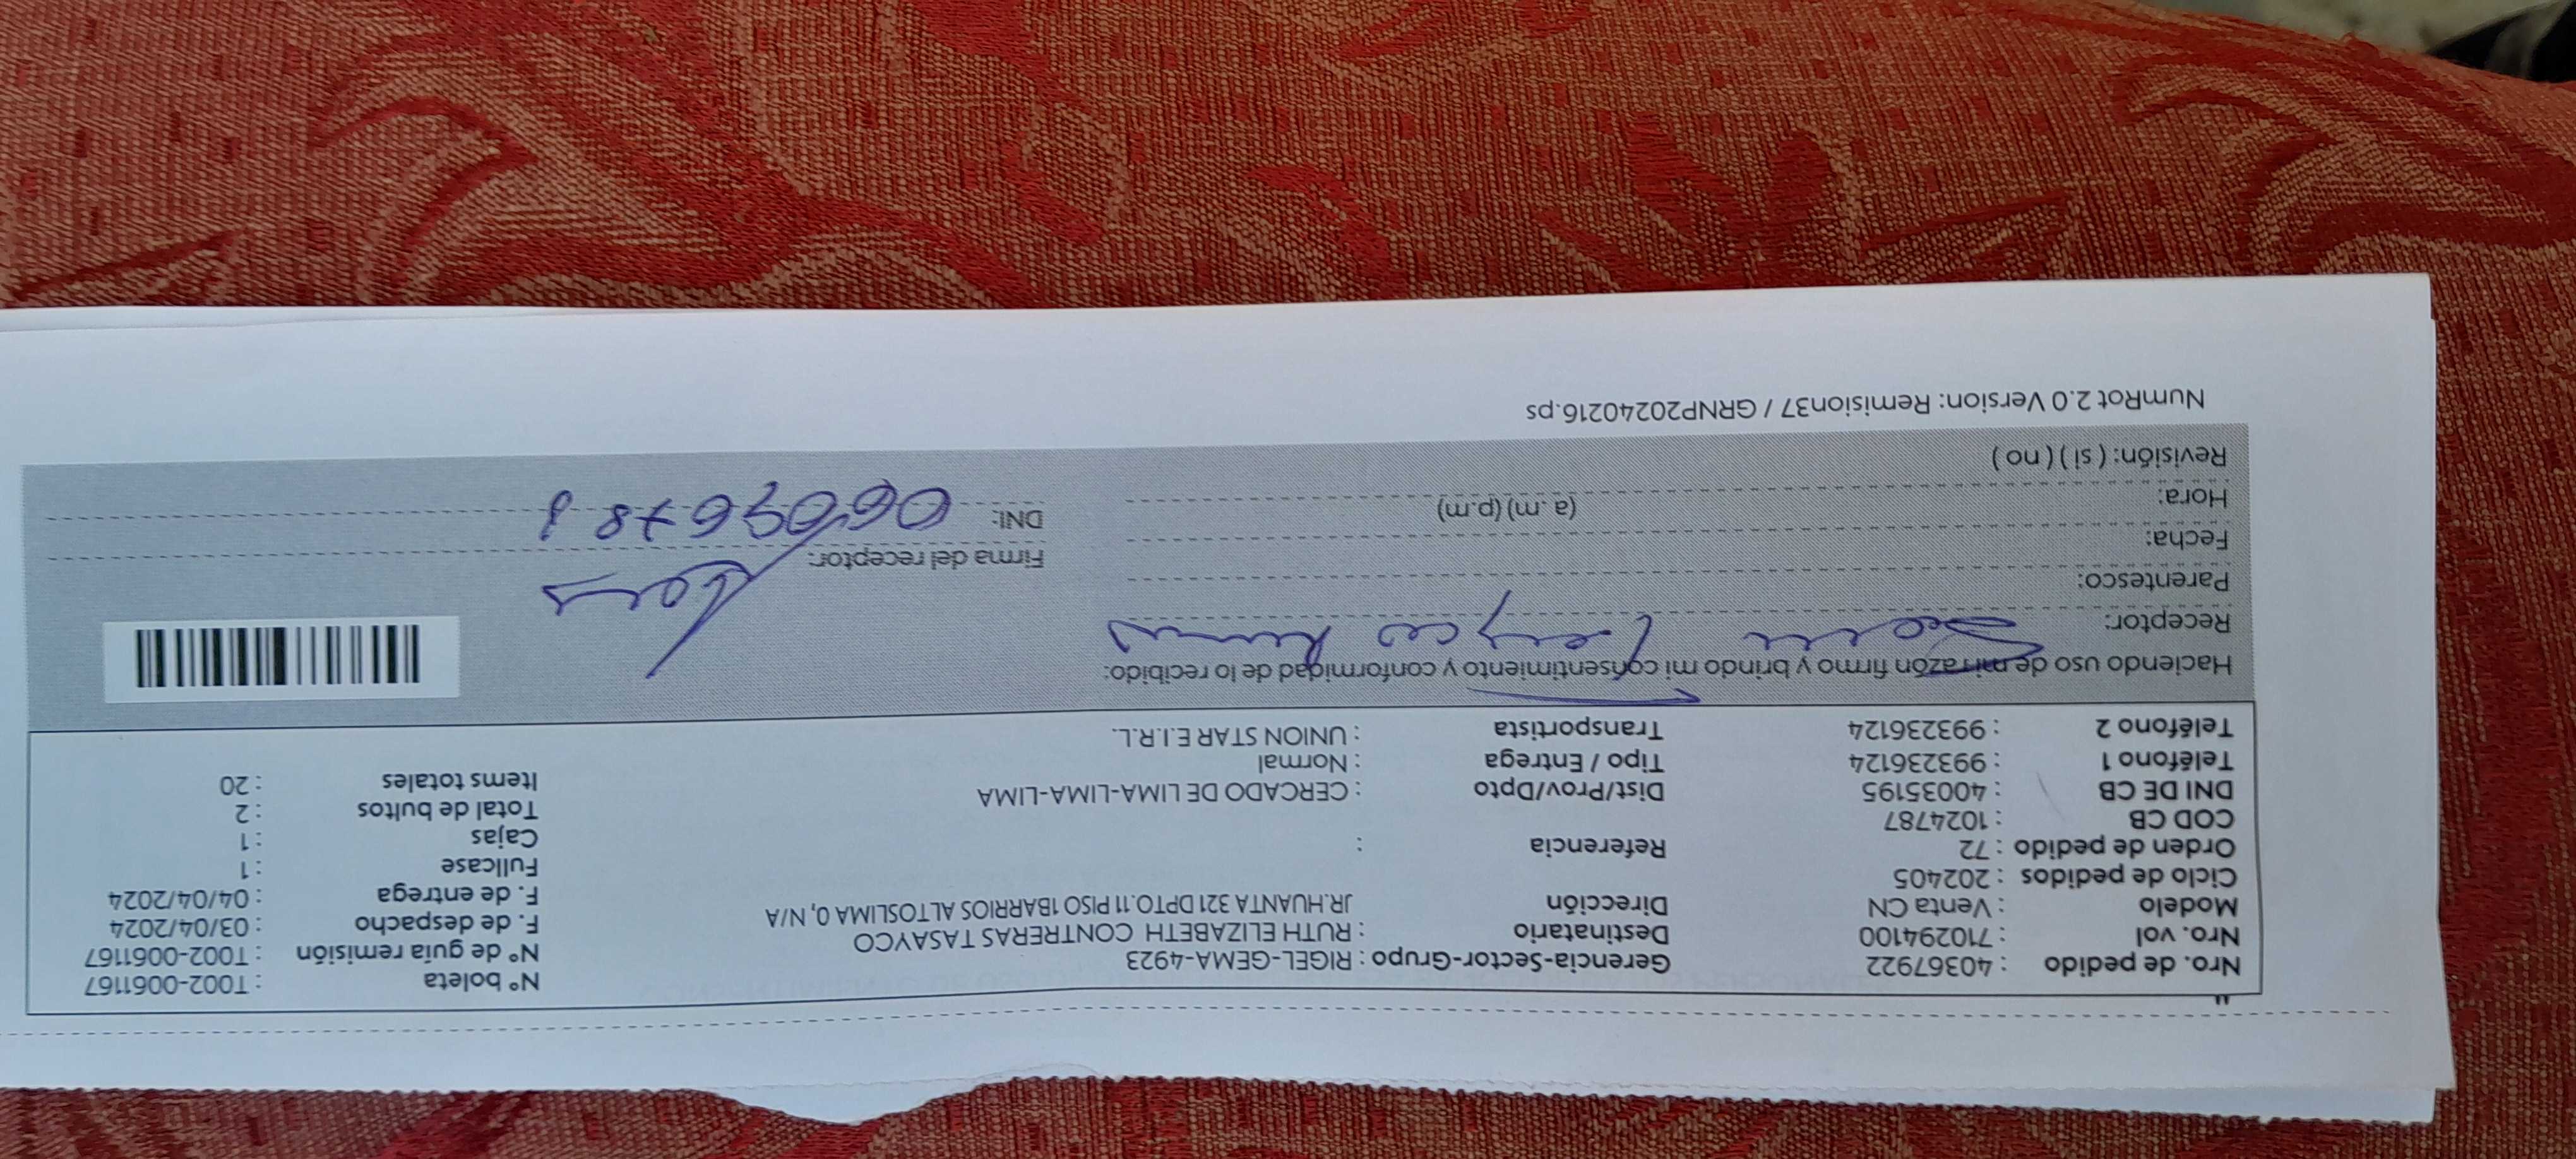 Nro. de pedido : 40367922 Gerencia-Sector-Grupo : RIGEL-GEMA-4923 N° boleta : T002-0061167
Nro. vol : 710294100 Destinatario : RUTH ELIZABETH CONTRERAS TASAYCO N° de guía remisión : T002-0061167
Modelo : Venta CN Dirección JR.HUANTA 321 DPTO.11 PISO 1BARRIOS ALTOSLIMA 0, N/A F. de despacho : 03/04/2024
Ciclo de pedidos : 202405 F. de entrega : 04/04/2024
Orden de pedido : 72 Referencia : Fullcase : 1
COD CB : 1024787 Cajas : 1
DNI DE CB : 40035195 Dist/Prov/Dpto : CERCADO DE LIMA-LIMA-LIMA Total de bultos : 2
Teléfono 1 : 993236124 Tipo / Entrega : Normal Items totales : 20
Teléfono 2 : 993236124 Transportista : UNION STAR E.I.R.L.
Haciendo uso de mi razón firmo y brindo mi consentimiento y conformidad de lo recibido:
Receptor:
Parentesco:
Fecha: Firma del receptor:
Hora: (a .m) (p.m) DNI:
Revisión: ( si ) ( no )
NumRot 2.0 Version: Remision37 / GRNP20240216.ps